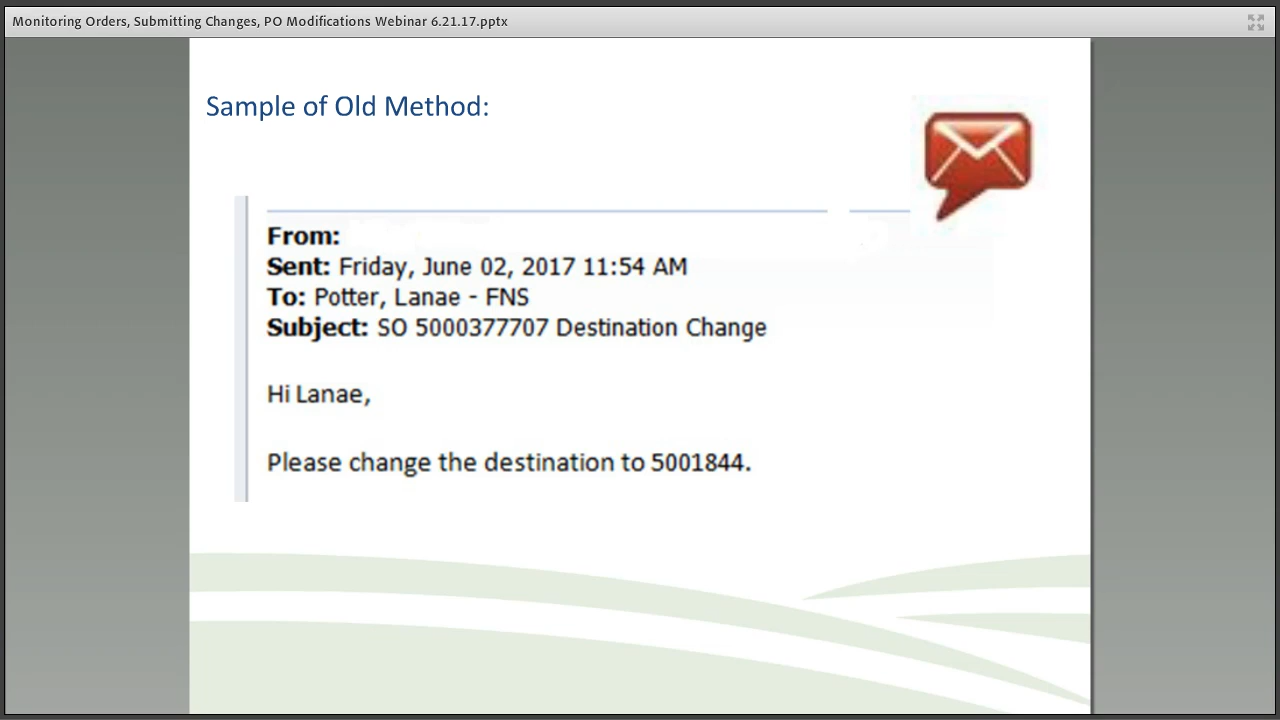 Monitoring Orders, Submitting Changes, PO Modifications Webinar 6.21.17.pptx
Sample of Old Method:
From:
Sent: Friday, June 02, 2017 11:54 AM
To: Potter, Lanae - FNS
Subject: SO 5000377707 Destination Change
Hi Lanae,
Please change the destination to 5001844.